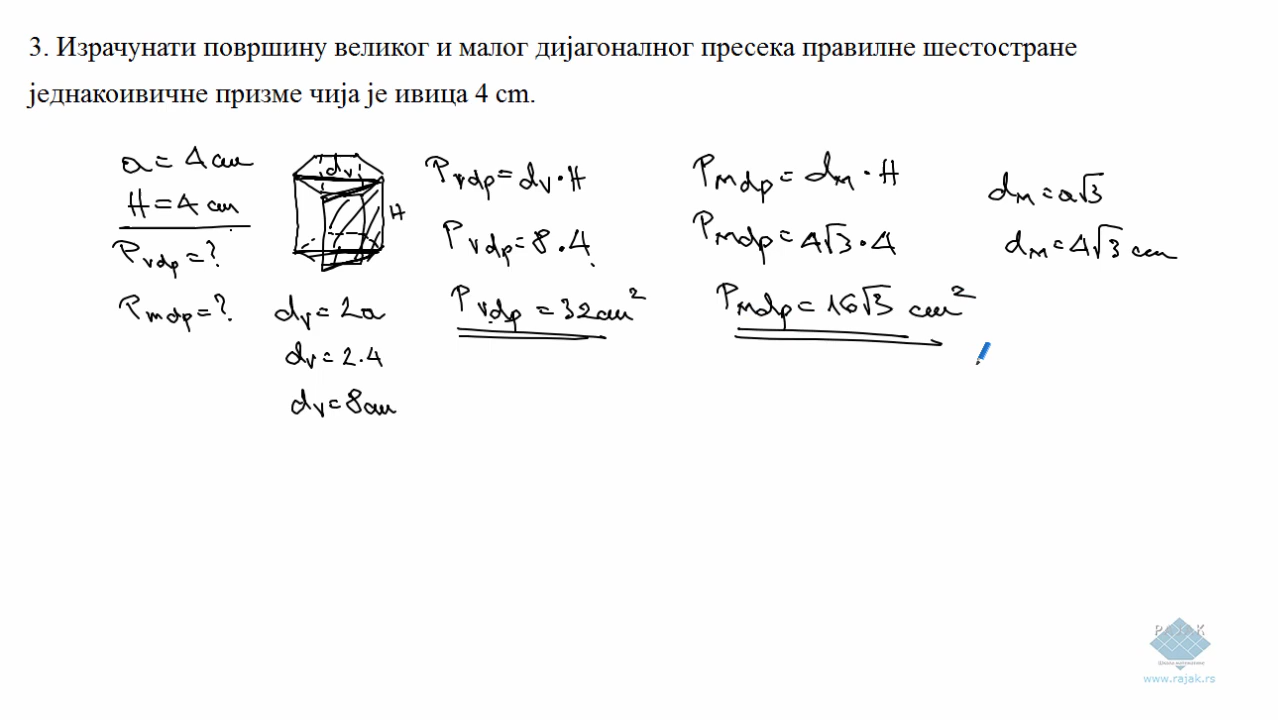 3. Израчунати површину великог и малог дијагоналног пресека правилне шестостране
једнакоивичне призме чија је ивица 4 cm.
a = 4 cm
H = 4 cm
Pvdp = ?
Pmdp = ?
dv
H
dv = 2a
dv = 2.4
dv = 8 cm
Pvdp = dv · H
Pvdp = 8 . 4
Pvdp = 32 cm²
PMdp = dM · H
PMdp = 4√3 · 4
PMdp = 16√3 cm²
dM = a√3
dM = 4√3 cm
РАЈАК
www.rajak.rs